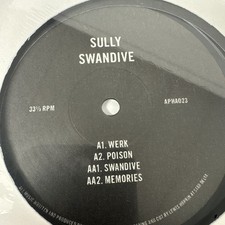 SULLY
SWANDIVE
33⅓ RPM
APHA023
A1. WERK
A2. POISON
AA1. SWANDIVE
AA2. MEMORIES